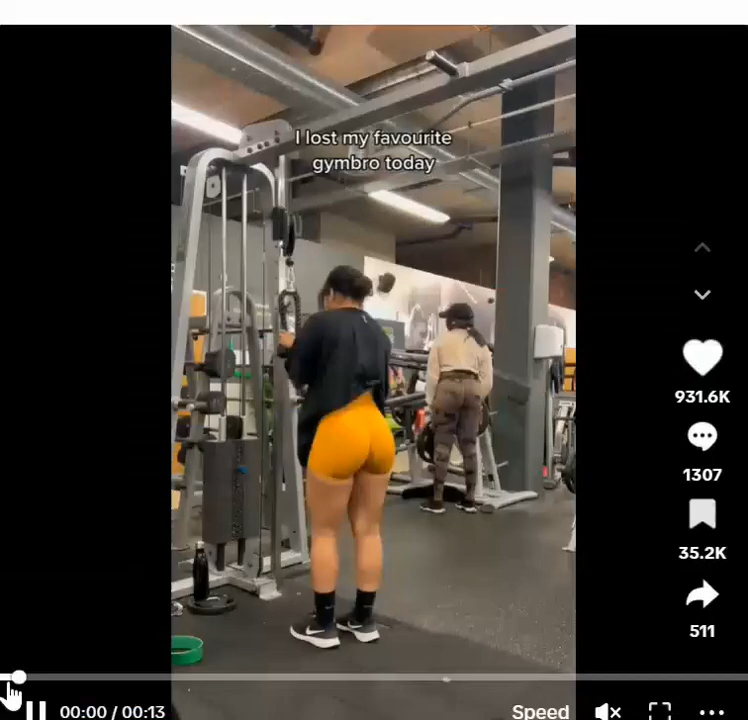 I lost my favourite
gymbro today
931.6K
1307
35.2K
511
00:00 / 00:13
Speed